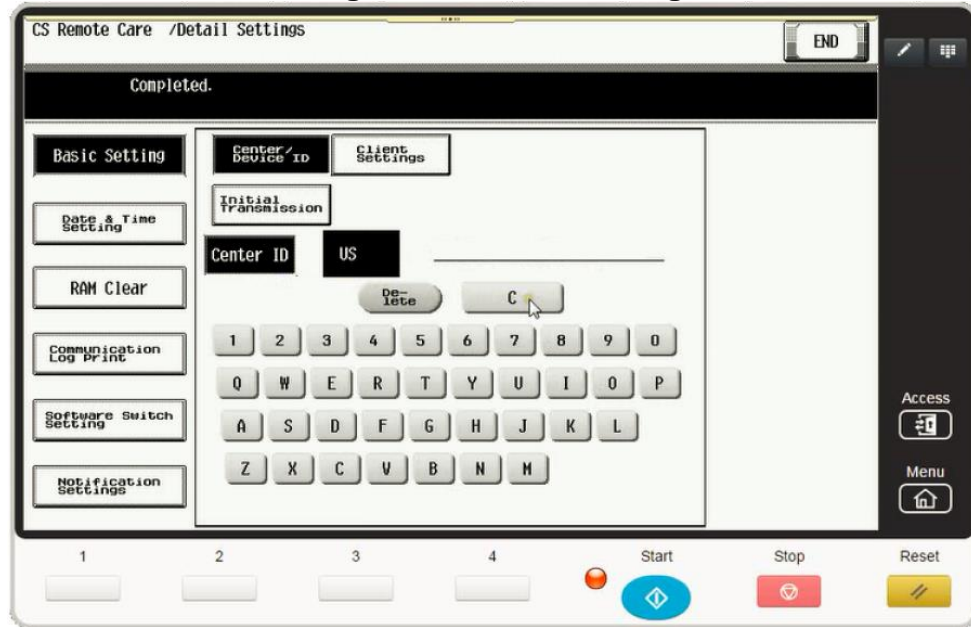 CS Remote Care /Detail Settings
END
Completed.
Basic Setting
Center/
Device ID
Client
Settings
Initial
Transmission
Date & Time
Setting
Center ID
US
RAM Clear
De-
lete
C
Communication
Log Print
1 2 3 4 5 6 7 8 9 0
Q W E R T Y U I O P
Software Switch
Setting
A S D F G H J K L
Z X C V B N M
Notification
Settings
Access
Menu
1 2 3 4 Start Stop Reset